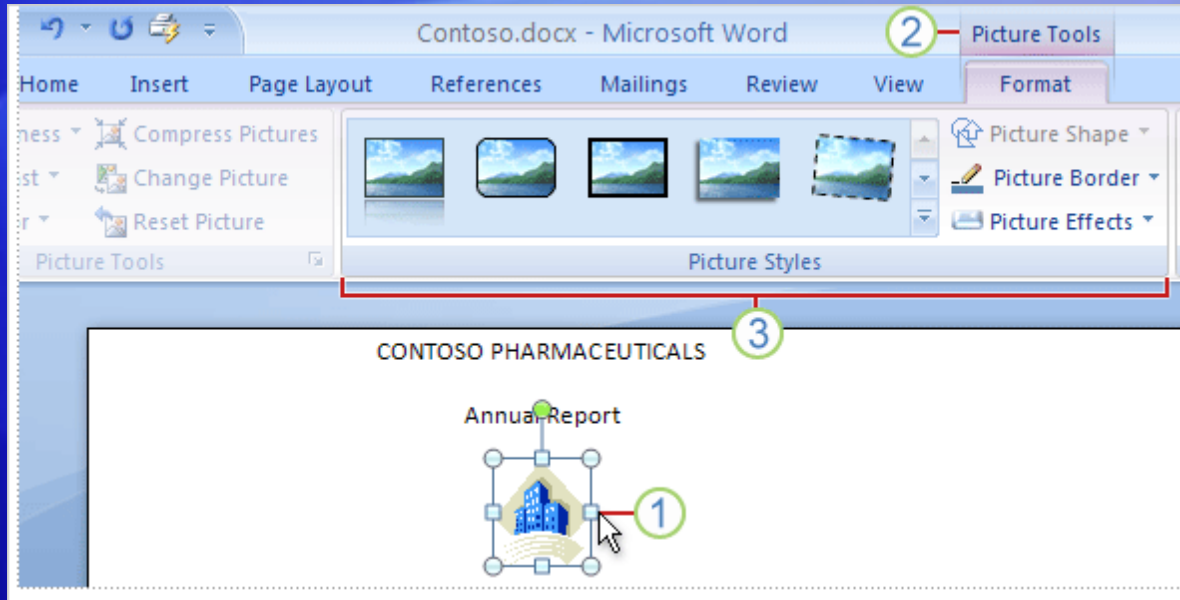 Contoso.docx - Microsoft Word
2
Picture Tools
Home Insert Page Layout References Mailings Review View Format
ness Compress Pictures
Picture Shape
st Change Picture
Picture Border
r Reset Picture
Picture Effects
Picture Tools
Picture Styles
3
CONTOSO PHARMACEUTICALS
Annual Report
1